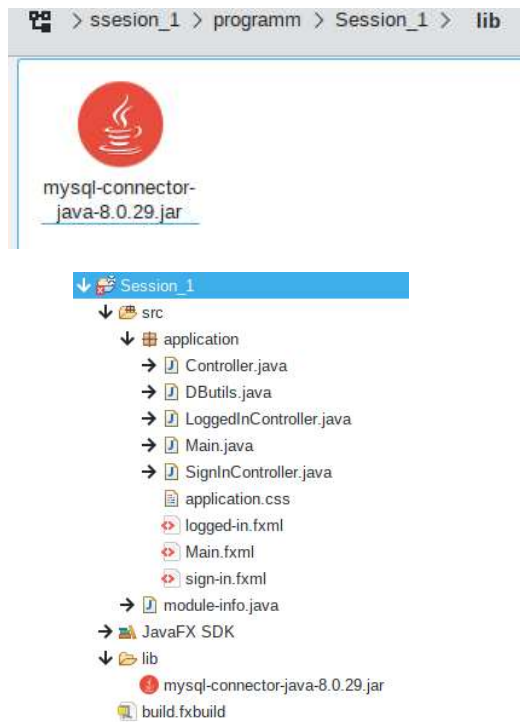 > ssesion_1 > programm > Session_1 > lib
mysql-connector-
java-8.0.29.jar
Session_1
src
application
Controller.java
DButils.java
LoggedInController.java
Main.java
SignInController.java
application.css
logged-in.fxml
Main.fxml
sign-in.fxml
module-info.java
JavaFX SDK
lib
mysql-connector-java-8.0.29.jar
build.fxbuild